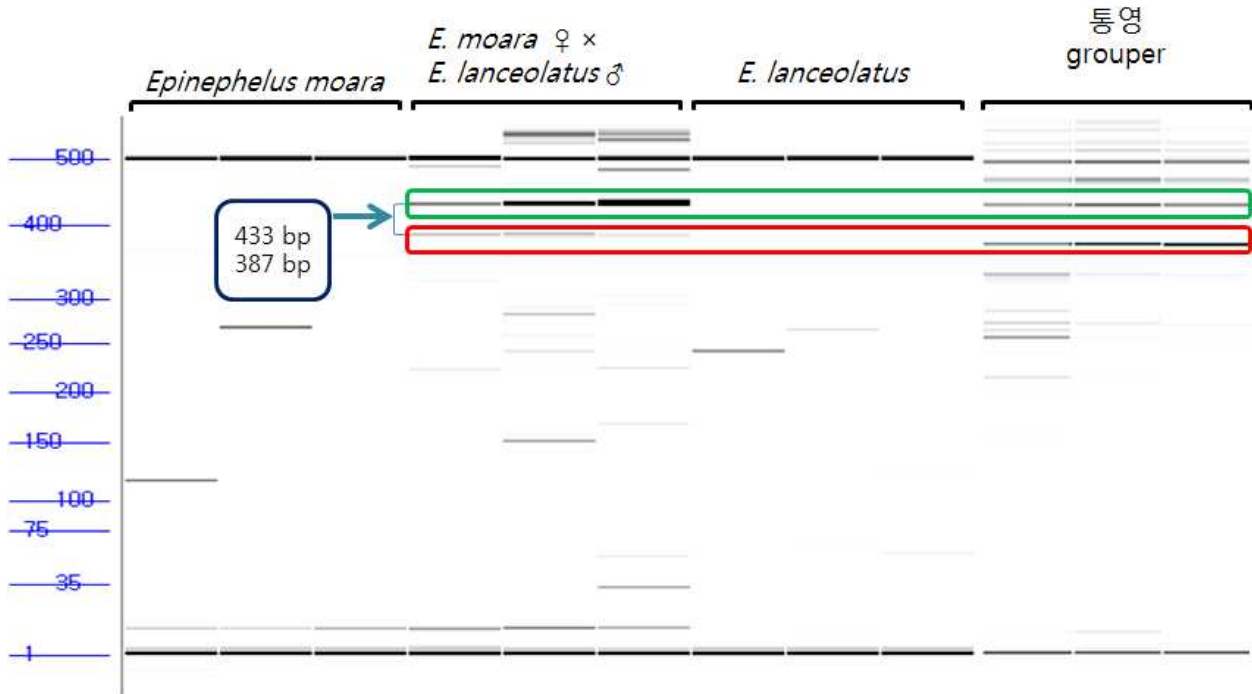 통영
grouper
E. moara ♀ ×
E. lanceolatus ♂
Epinephelus moara
E. lanceolatus
500
400
300
250
200
150
100
75
35
1
433 bp
387 bp